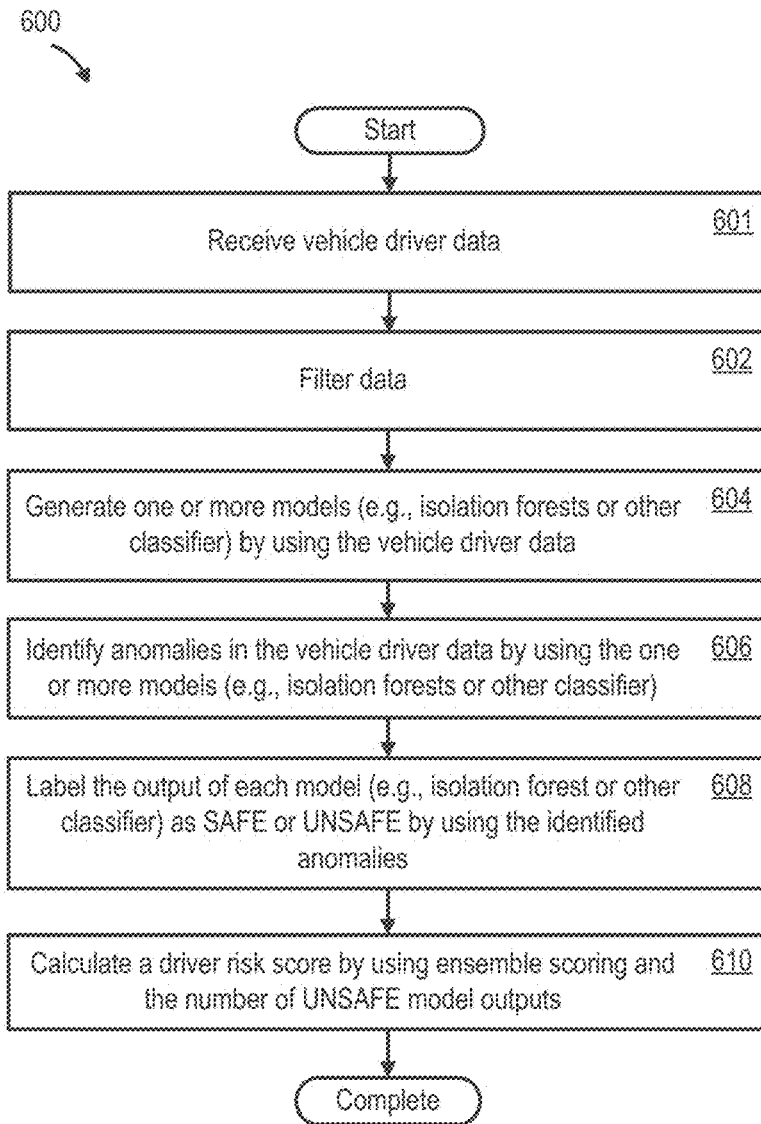 600
Start
Receive vehicle driver data
601
Filter data
602
Generate one or more models (e.g., isolation forests or other
classifier) by using the vehicle driver data
604
Identify anomalies in the vehicle driver data by using the one
or more models (e.g., isolation forests or other classifier)
606
Label the output of each model (e.g., isolation forest or other
classifier) as SAFE or UNSAFE by using the identified
anomalies
608
Calculate a driver risk score by using ensemble scoring and
the number of UNSAFE model outputs
610
Complete